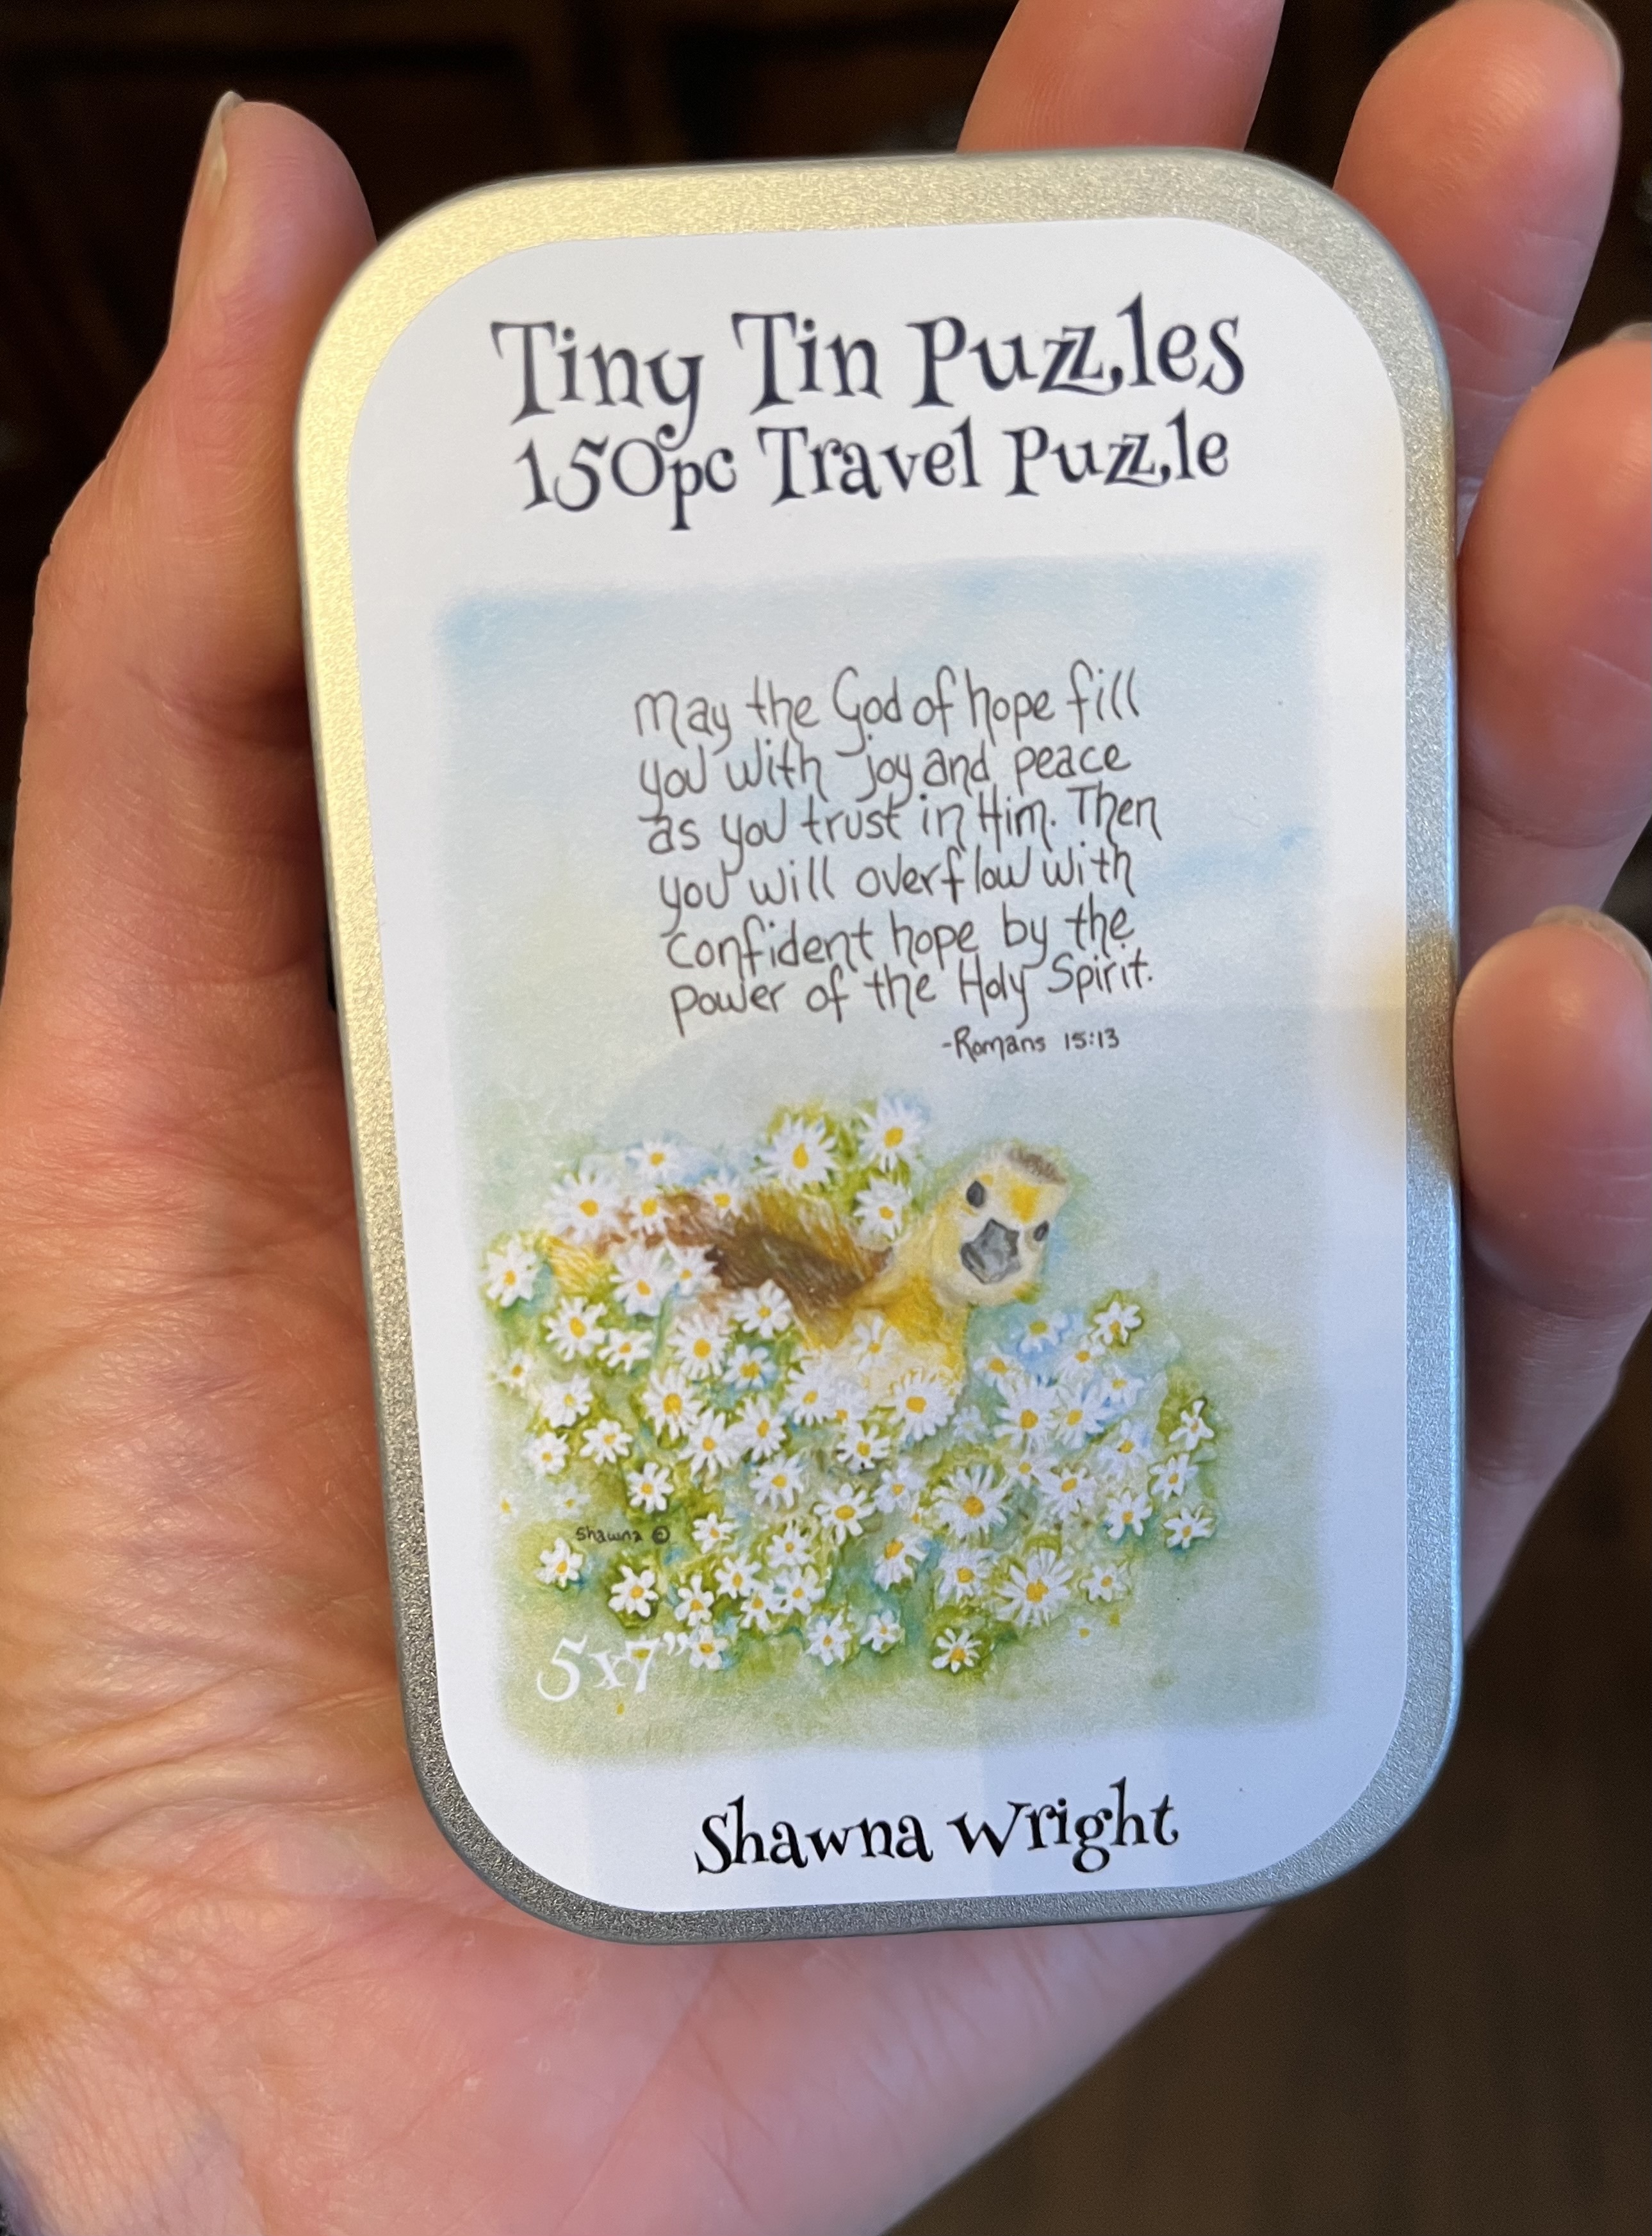 Tiny Tin Puzzles
150pc Travel Puzzle
May the God of hope fill
you with joy and peace
as you trust in Him. Then
you will overflow with
confident hope by the
power of the Holy Spirit.
-Romans 15:13
Shawna ©
5x7"
Shawna Wright